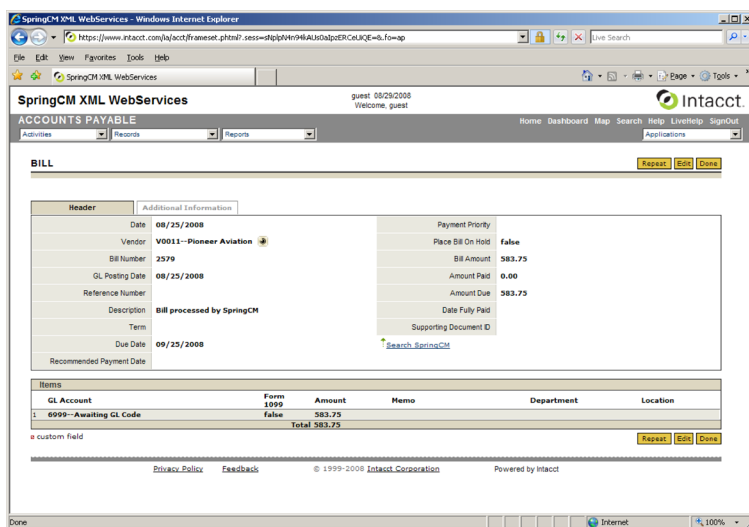 SpringCM XML WebServices - Windows Internet Explorer
https://www.intacct.com/ia/acct/frameset.phtml?.sess=sNplpN4n94kAUs0aIpzERCeUiQE=&.fo=ap
Live Search
File Edit View Favorites Tools Help
SpringCM XML WebServices
Page Tools
SpringCM XML WebServices
guest 08/29/2008
Welcome, guest
Intacct.
ACCOUNTS PAYABLE
Home Dashboard Map Search Help LiveHelp SignOut
Activities Records Reports Applications
BILL
Repeat Edit Done
Header Additional Information
Date 08/25/2008 Payment Priority
Vendor V0011--Pioneer Aviation Place Bill On Hold false
Bill Number 2579 Bill Amount 583.75
GL Posting Date 08/25/2008 Amount Paid 0.00
Reference Number Amount Due 583.75
Description Bill processed by SpringCM Date Fully Paid
Term Supporting Document ID
Due Date 09/25/2008 Search SpringCM
Recommended Payment Date
Items
GL Account Form 1099 Amount Memo Department Location
1 6999--Awaiting GL Code false 583.75
Total 583.75
custom field
Repeat Edit Done
Privacy Policy Feedback © 1999-2008 Intacct Corporation Powered by Intacct
Done Internet 100%